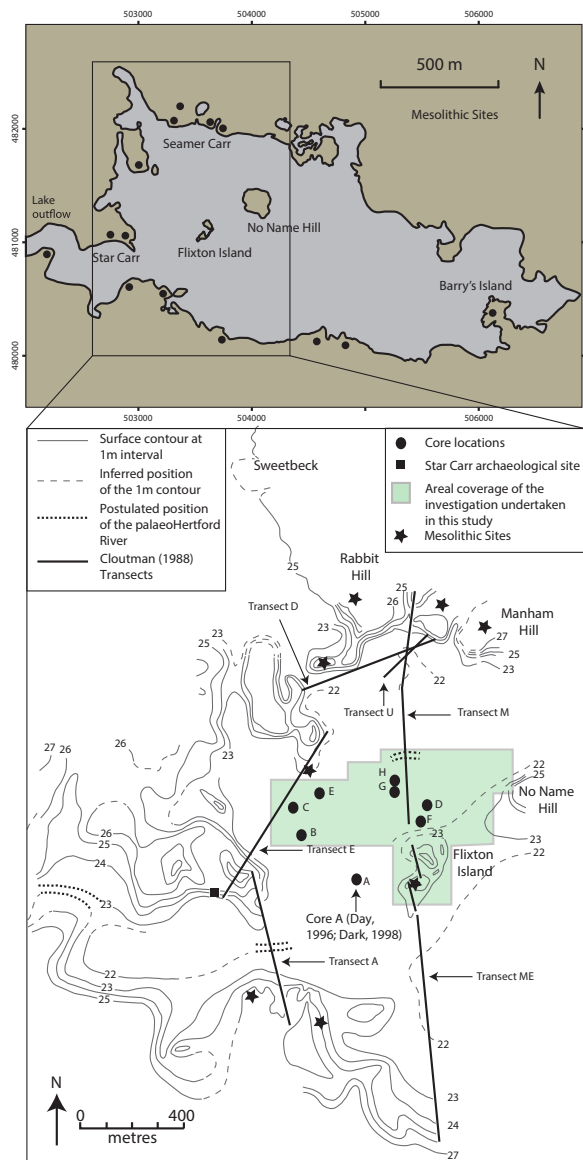 503000
504000
505000
506000
500 m
N
Mesolithic Sites
482000
481000
480000
Seamer Carr
Lake
outflow
No Name Hill
Star Carr
Flixton Island
Barry's Island
503000
504000
505000
506000
Surface contour at
1m interval
Inferred position
of the 1m contour
Postulated position
of the palaeoHertford
River
Cloutman (1988)
Transects
Core locations
Star Carr archaeological site
Areal coverage of the
investigation undertaken
in this study
Mesolithic Sites
Sweetbeck
25
Rabbit
Hill
25
26
Manham
Hill
Transect D
23
27
25
23
25
23
22
22
Transect U
Transect M
27
26
26
23
22
25
23
No Name
Hill
H
G
E
C
D
F
B
23
23
22
26
25
24
Transect E
Flixton
Island
A
23
Core A (Day,
1996; Dark, 1998)
22
23
25
Transect A
Transect ME
22
N
0
400
metres
23
24
27